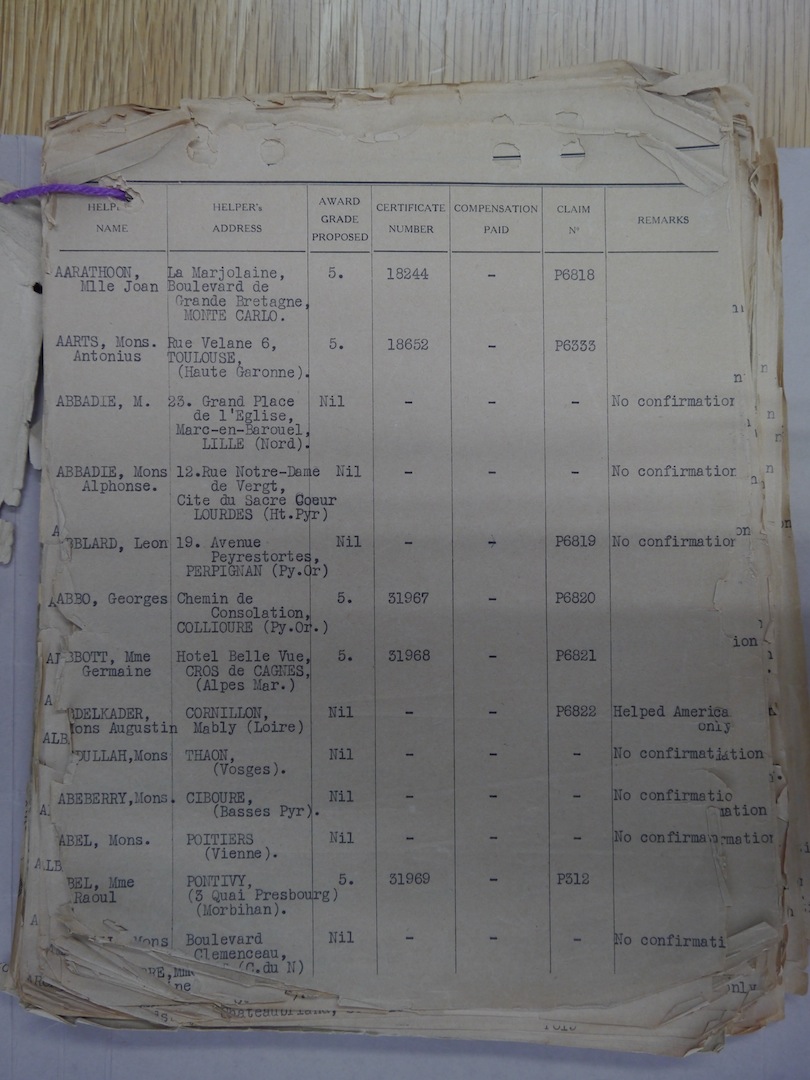 HELPER'S AWARD GRADE PROPOSED CERTIFICATE NUMBER COMPENSATION PAID CLAIM Nº REMARKS
NAME ADDRESS
AARATHOON, La Marjolaine, 5. 18244 - P6818
Mlle Joan Boulevard de
Grande Bretagne,
MONTE CARLO.
AARTS, Mons. Rue Velane 6, 5. 18652 - P6333
Antonius TOULOUSE,
(Haute Garonne).
ABBADIE, M. 23. Grand Place Nil - - - No confirmation
de l'Eglise,
Marc-en-Barouel,
LILLE (Nord).
ABBADIE, Mons 12.Rue Notre-Dame Nil - - - No confirmation
Alphonse. de Vergt,
Cite du Sacre Coeur
LOURDES (Ht.Pyr)
BLARD, Leon 19. Avenue Nil - - P6819 No confirmation
Peyrestortes,
PERPIGNAN (Py.Or)
ABBO, Georges Chemin de 5. 31967 - P6820
Consolation,
COLLIOURE (Py.Or.)
BBOTT, Mme Hotel Belle Vue, 5. 31968 - P6821
Germaine CROS de CAGNES,
(Alpes Mar.)
DELKADER, CORNILLON, Nil - - P6822 Helped America
ons Augustin Mably (Loire) only
ULLAH,Mons THAON, Nil - - - No confirmation
(Vosges).
ABEBERRY,Mons. CIBOURE, Nil - - - No confirmatio
(Basses Pyr).
ABEL, Mons. POITIERS Nil - - - No confirma
(Vienne).
BEL, Mme PONTIVY, 5. 31969 - P312
Raoul (3 Quai Presbourg)
(Morbihan).
Mons Boulevard Nil - - - No confirmati
Clemenceau,
(C.du N)